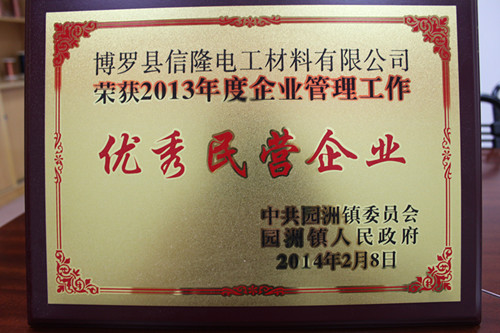 博罗县信隆电工材料有限公司
荣获2013年度企业管理工作
优秀民营企业
中共园洲镇委员会
园洲镇人民政府
2014年2月8日